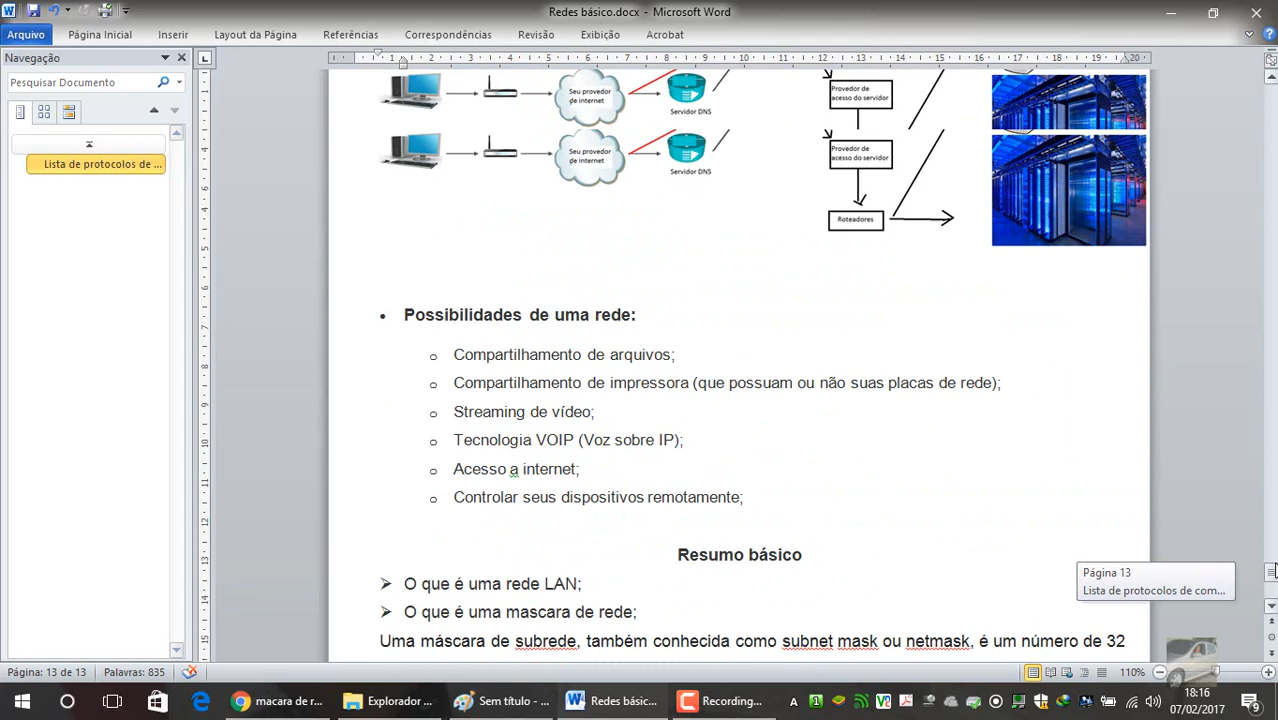 Redes básico.docx - Microsoft Word
Arquivo Página Inicial Inserir Layout da Página Referências Correspondências Revisão Exibição Acrobat
Navegação
Pesquisar Documento
Lista de protocolos de ...
Seu provedor
de internet
Servidor DNS
Provedor de
acesso do servidor
Seu provedor
de internet
Servidor DNS
Provedor de
acesso do servidor
Roteadores
• Possibilidades de uma rede:
o Compartilhamento de arquivos;
o Compartilhamento de impressora (que possuam ou não suas placas de rede);
o Streaming de vídeo;
o Tecnologia VOIP (Voz sobre IP);
o Acesso a internet;
o Controlar seus dispositivos remotamente;
Resumo básico
➢ O que é uma rede LAN;
➢ O que é uma mascara de rede;
Uma máscara de subrede, também conhecida como subnet mask ou netmask, é um número de 32
Página 13
Lista de protocolos de com...
Página: 13 de 13 Palavras: 835 110%
macara de r... Explorador ... Sem título - ... Redes básic... Recording...
18:16
07/02/2017